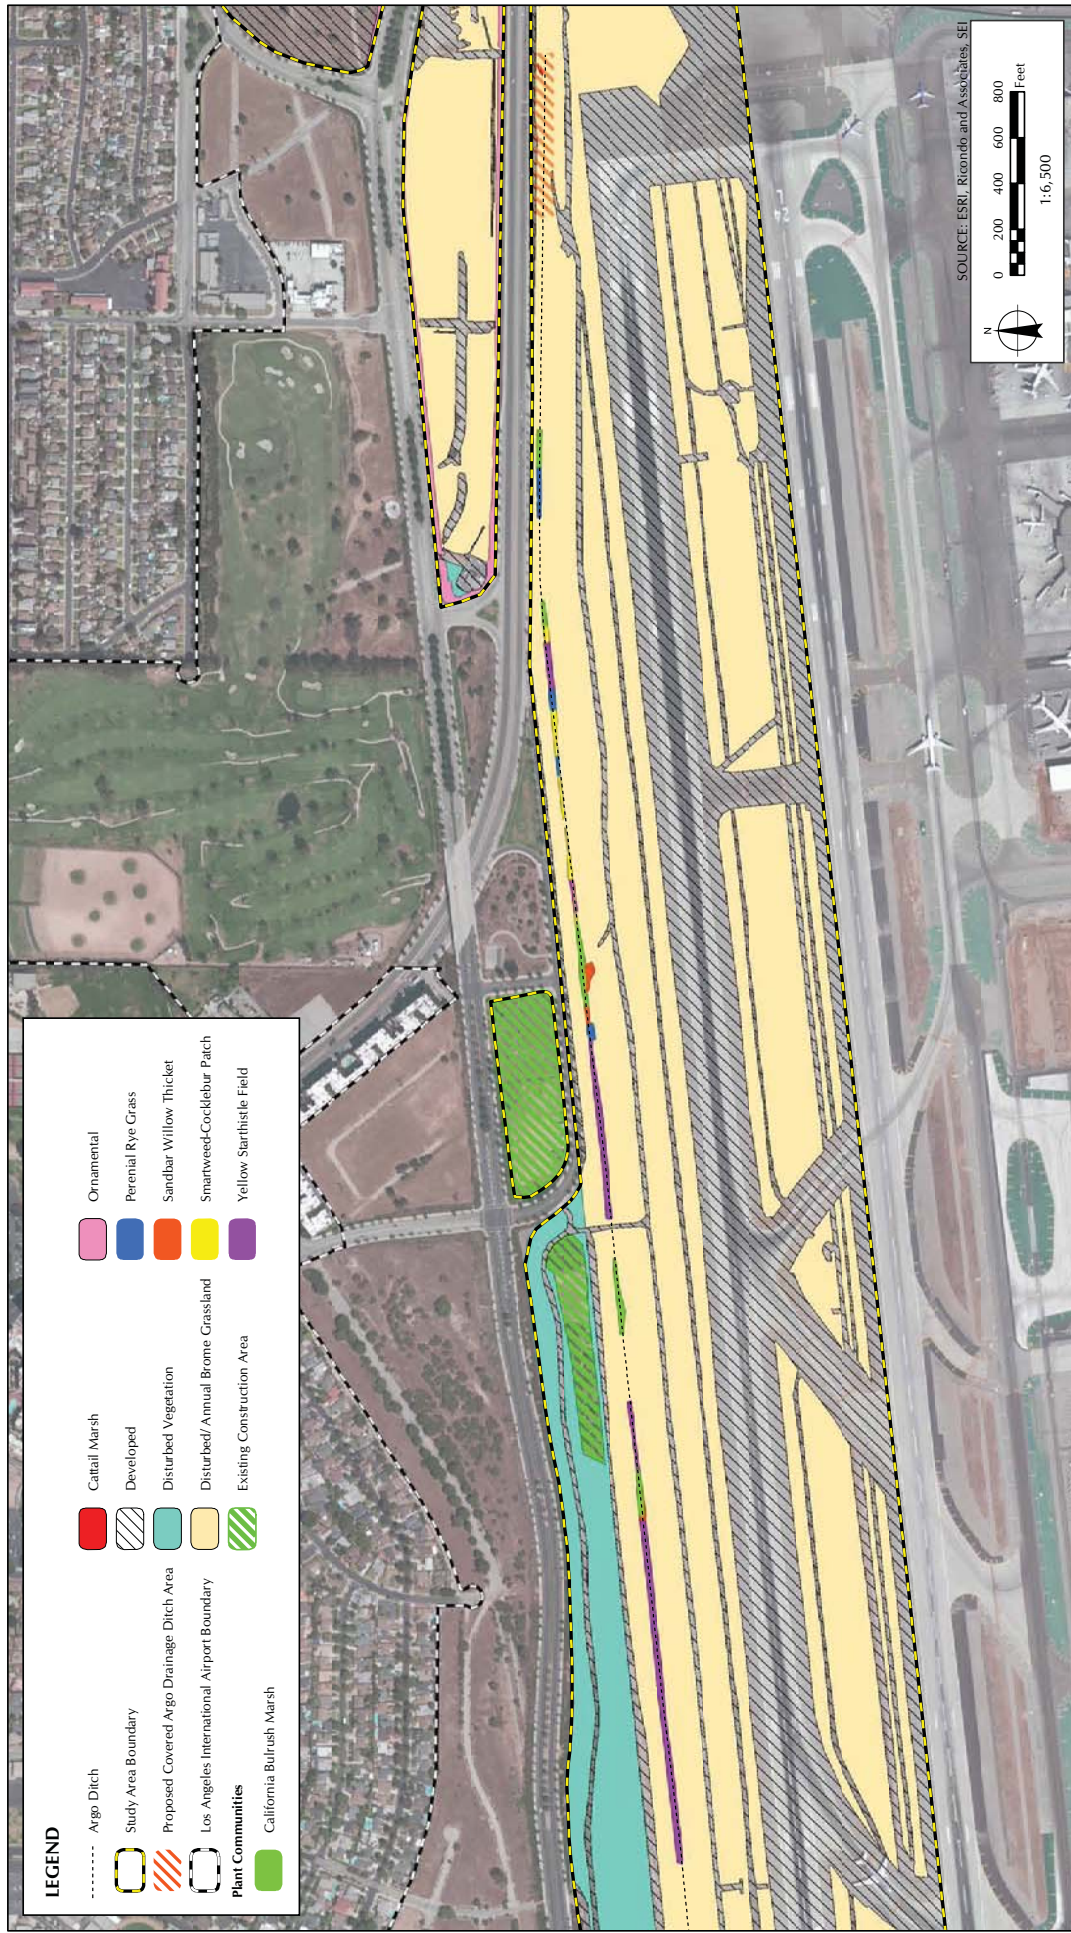 LEGEND
Argo Ditch
Study Area Boundary
Proposed Covered Argo Drainage Ditch Area
Los Angeles International Airport Boundary
Plant Communities
California Bulrush Marsh
Cattail Marsh
Developed
Disturbed Vegetation
Disturbed/ Annual Brome Grassland
Existing Construction Area
Ornamental
Perenial Rye Grass
Sandbar Willow Thicket
Smartweed-Cocklebur Patch
Yellow Starthistle Field
SOURCE: ESRI, Ricondo and Associates, SEI
N
0 200 400 600 800
Feet
1:6,500